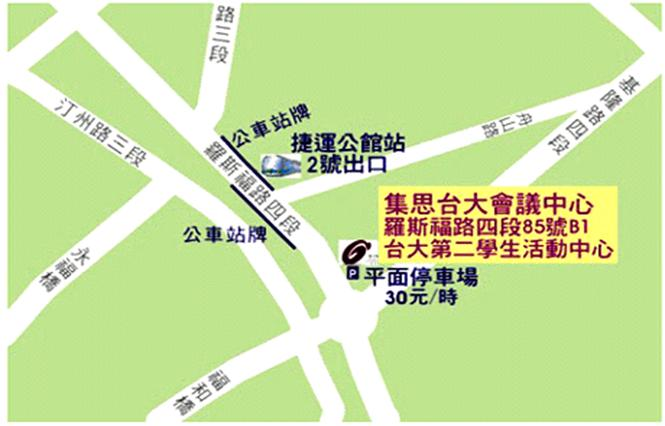 路三段
汀州路三段
公車站牌
捷運公館站
2號出口
羅斯福路四段
公車站牌
舟山路
基隆路四段
集思台大會議中心
羅斯福路四段85號B1
台大第二學生活動中心
P 平面停車場
30元/時
永福橋
福和橋